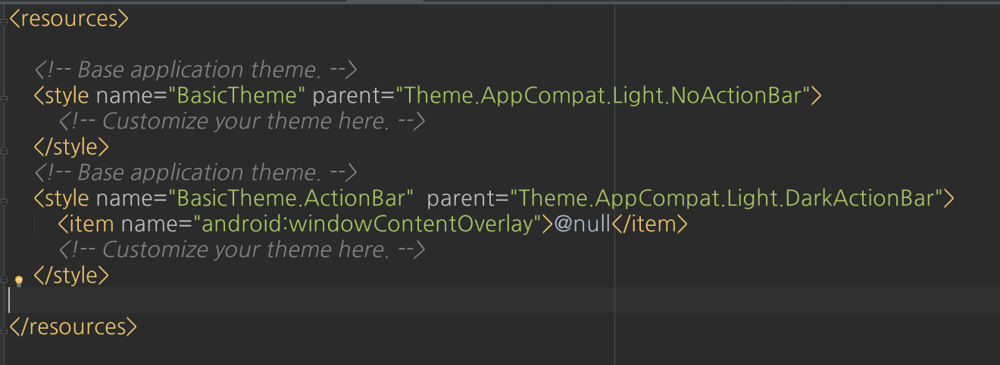 <resources>
<!-- Base application theme. -->
<style name="BasicTheme" parent="Theme.AppCompat.Light.NoActionBar">
<!-- Customize your theme here. -->
</style>
<!-- Base application theme. -->
<style name="BasicTheme.ActionBar"  parent="Theme.AppCompat.Light.DarkActionBar">
<item name="android:windowContentOverlay">@null</item>
<!-- Customize your theme here. -->
</style>
</resources>